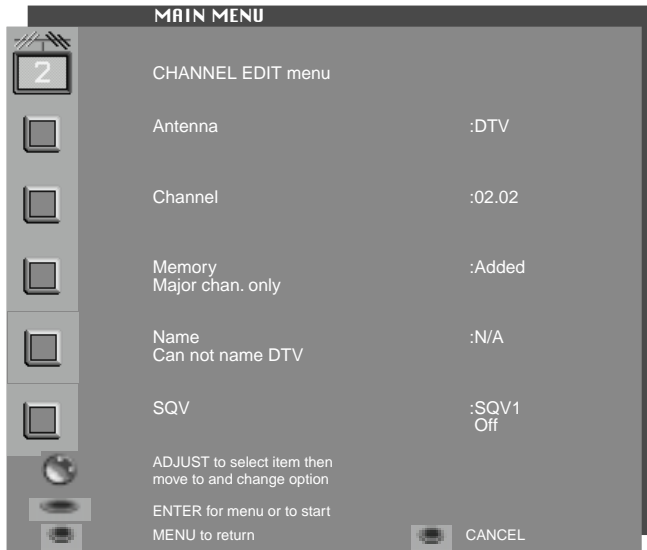 MAIN MENU
2
CHANNEL EDIT menu
Antenna :DTV
Channel :02.02
Memory :Added
Major chan. only
Name :N/A
Can not name DTV
SQV :SQV1
Off
ADJUST to select item then
move to and change option
ENTER for menu or to start
MENU to return CANCEL